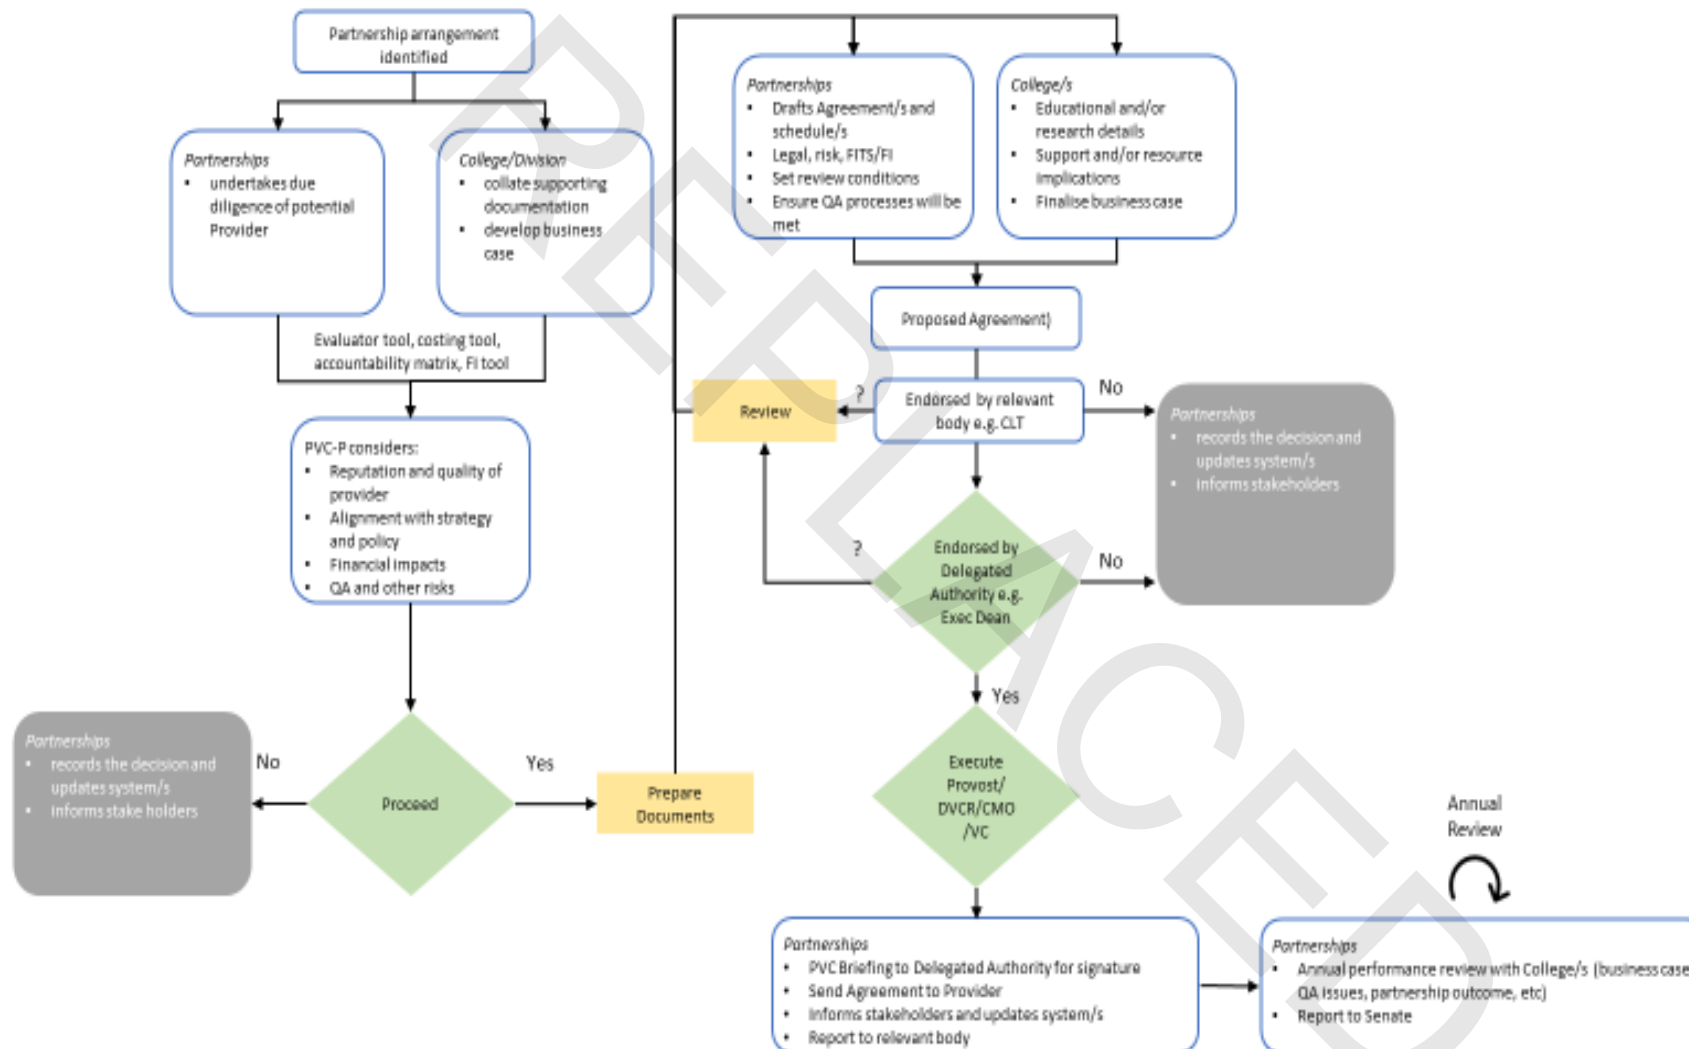 Partnership arrangement
identified
Partnerships
▪ undertakes due
diligence of potential
Provider
College/Division
▪ collate supporting
documentation
▪ develop business
case
Evaluator tool, costing tool,
accountability matrix, FI tool
PVC-P considers:
▪ Reputation and quality of
provider
▪ Alignment with strategy
and policy
▪ Financial impacts
▪ QA and other risks
Proceed
No
Partnerships
▪ records the decision and
updates system/s
▪ informs stake holders
Yes
Prepare
Documents
Partnerships
▪ Drafts Agreement/s and
schedule/s
▪ Legal, risk, FITS/FI
▪ Set review conditions
▪ Ensure QA processes will be
met
College/s
▪ Educational and/or
research details
▪ Support and/or resource
implications
▪ Finalise business case
Proposed Agreement)
Endorsed by relevant
body e.g. CLT
?
Review
No
Partnerships
▪ records the decision and
updates system/s
▪ informs stakeholders
Endorsed by
Delegated
Authority e.g.
Exec Dean
?
No
Yes
Execute
Provost/
DVCR/CMO
/VC
Partnerships
▪ PVC Briefing to Delegated Authority for signature
▪ Send Agreement to Provider
▪ Informs stakeholders and updates system/s
▪ Report to relevant body
Annual
Review
Partnerships
▪ Annual performance review with College/s (business case
QA issues, partnership outcome, etc)
▪ Report to Senate
REPLACED